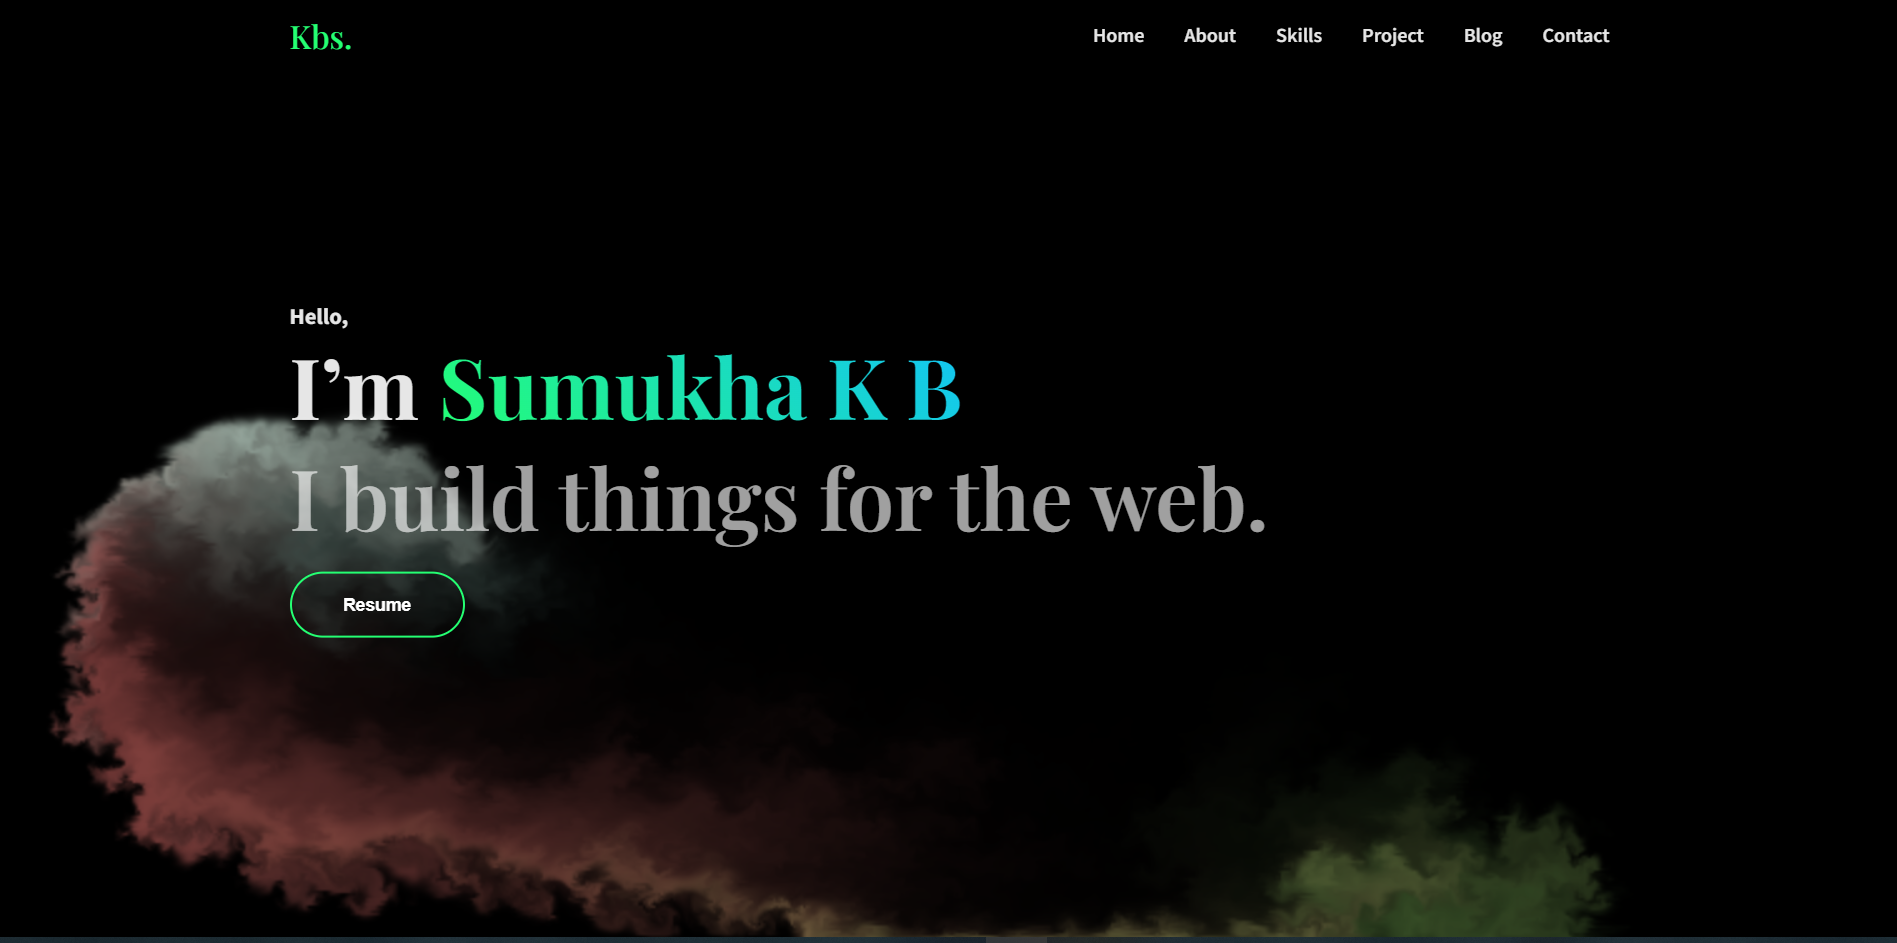 Kbs.
Home About Skills Project Blog Contact
Hello,
I’m Sumukha K B
I build things for the web.
Resume